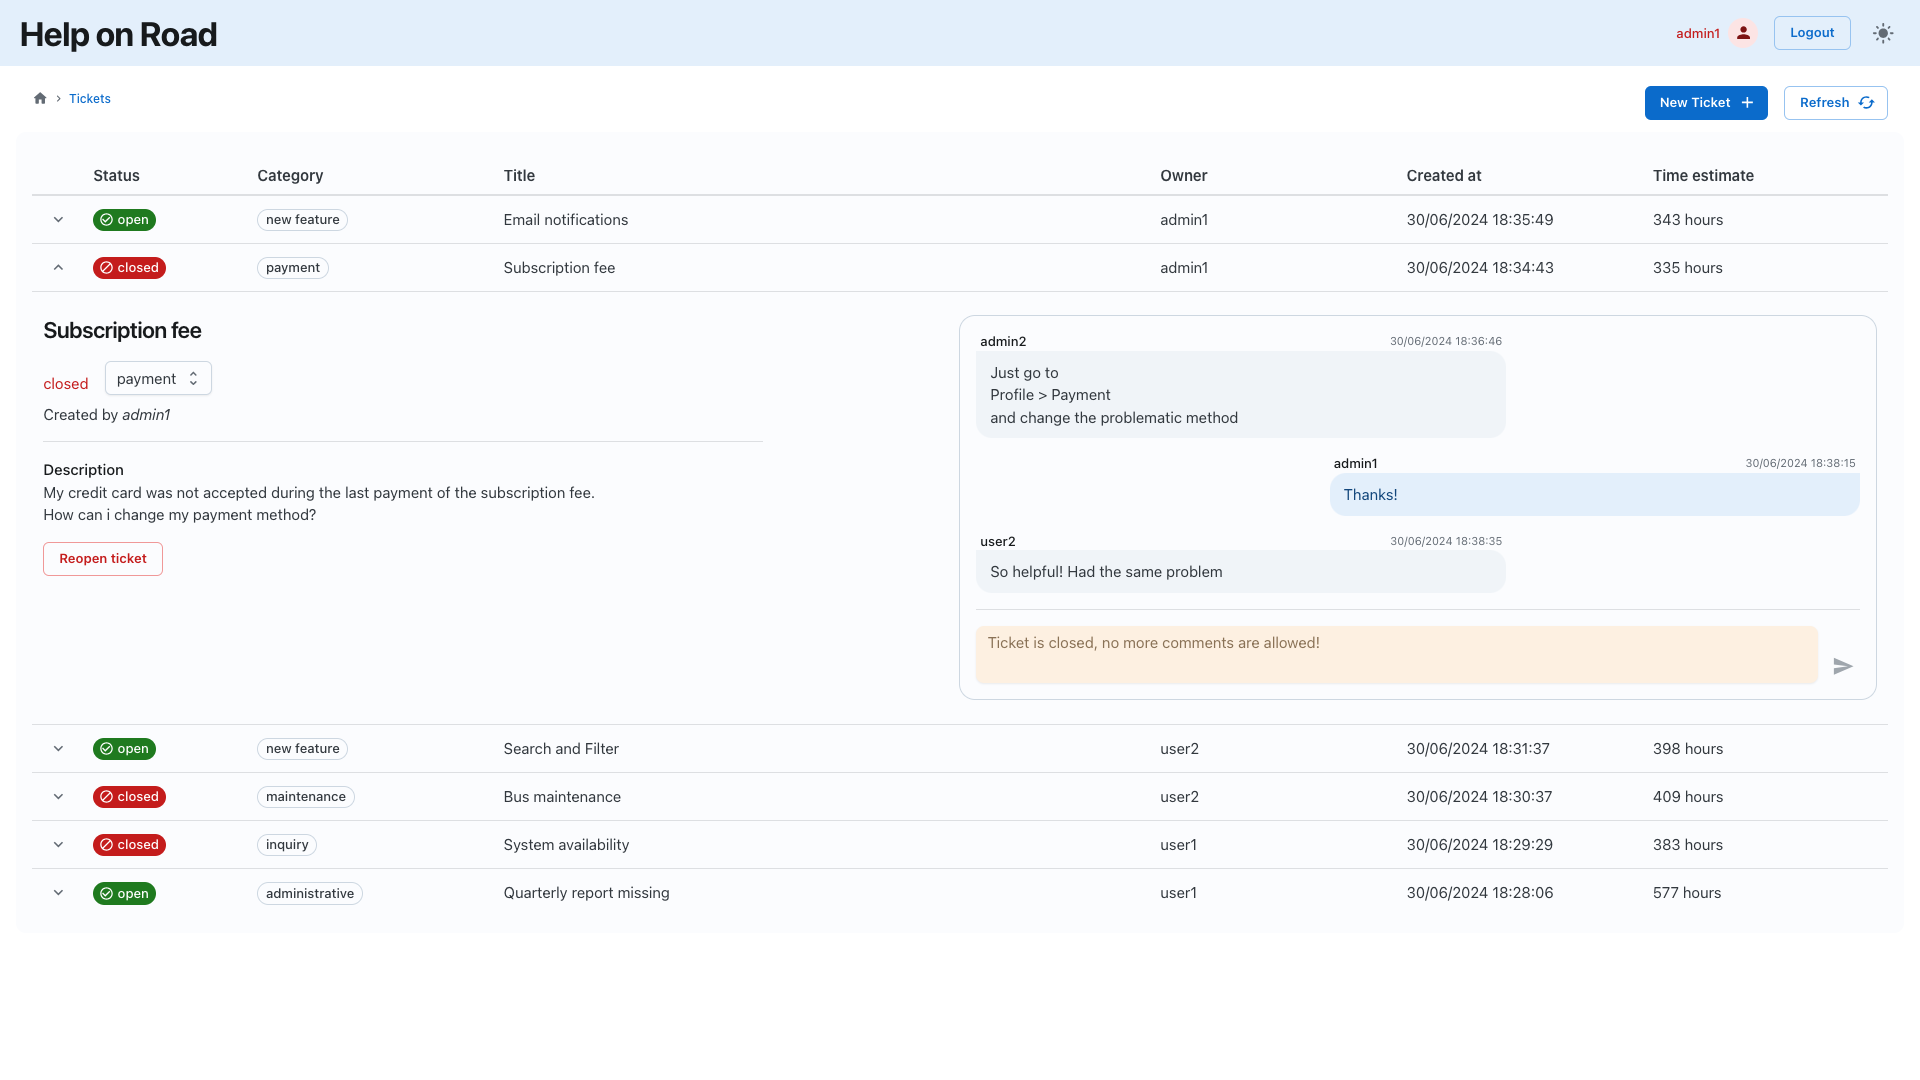 Help on Road
admin1
Logout
Tickets
New Ticket
Refresh
Status Category Title Owner Created at Time estimate
open new feature Email notifications admin1 30/06/2024 18:35:49 343 hours
closed payment Subscription fee admin1 30/06/2024 18:34:43 335 hours
Subscription fee
closed payment
Created by admin1
Description
My credit card was not accepted during the last payment of the subscription fee.
How can i change my payment method?
Reopen ticket
admin2 30/06/2024 18:36:46
Just go to
Profile > Payment
and change the problematic method
admin1 30/06/2024 18:38:15
Thanks!
user2 30/06/2024 18:38:35
So helpful! Had the same problem
Ticket is closed, no more comments are allowed!
open new feature Search and Filter user2 30/06/2024 18:31:37 398 hours
closed maintenance Bus maintenance user2 30/06/2024 18:30:37 409 hours
closed inquiry System availability user1 30/06/2024 18:29:29 383 hours
open administrative Quarterly report missing user1 30/06/2024 18:28:06 577 hours